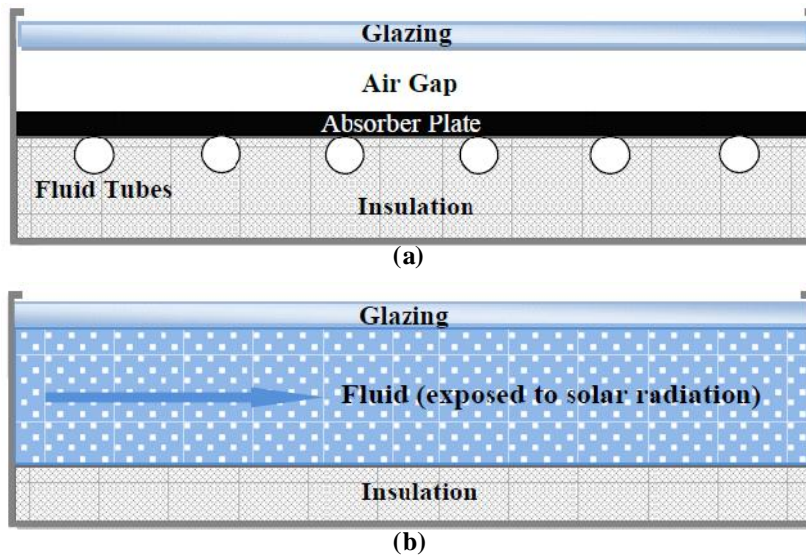 Glazing
Air Gap
Absorber Plate
Fluid Tubes
Insulation
(a)
Glazing
Fluid (exposed to solar radiation)
Insulation
(b)